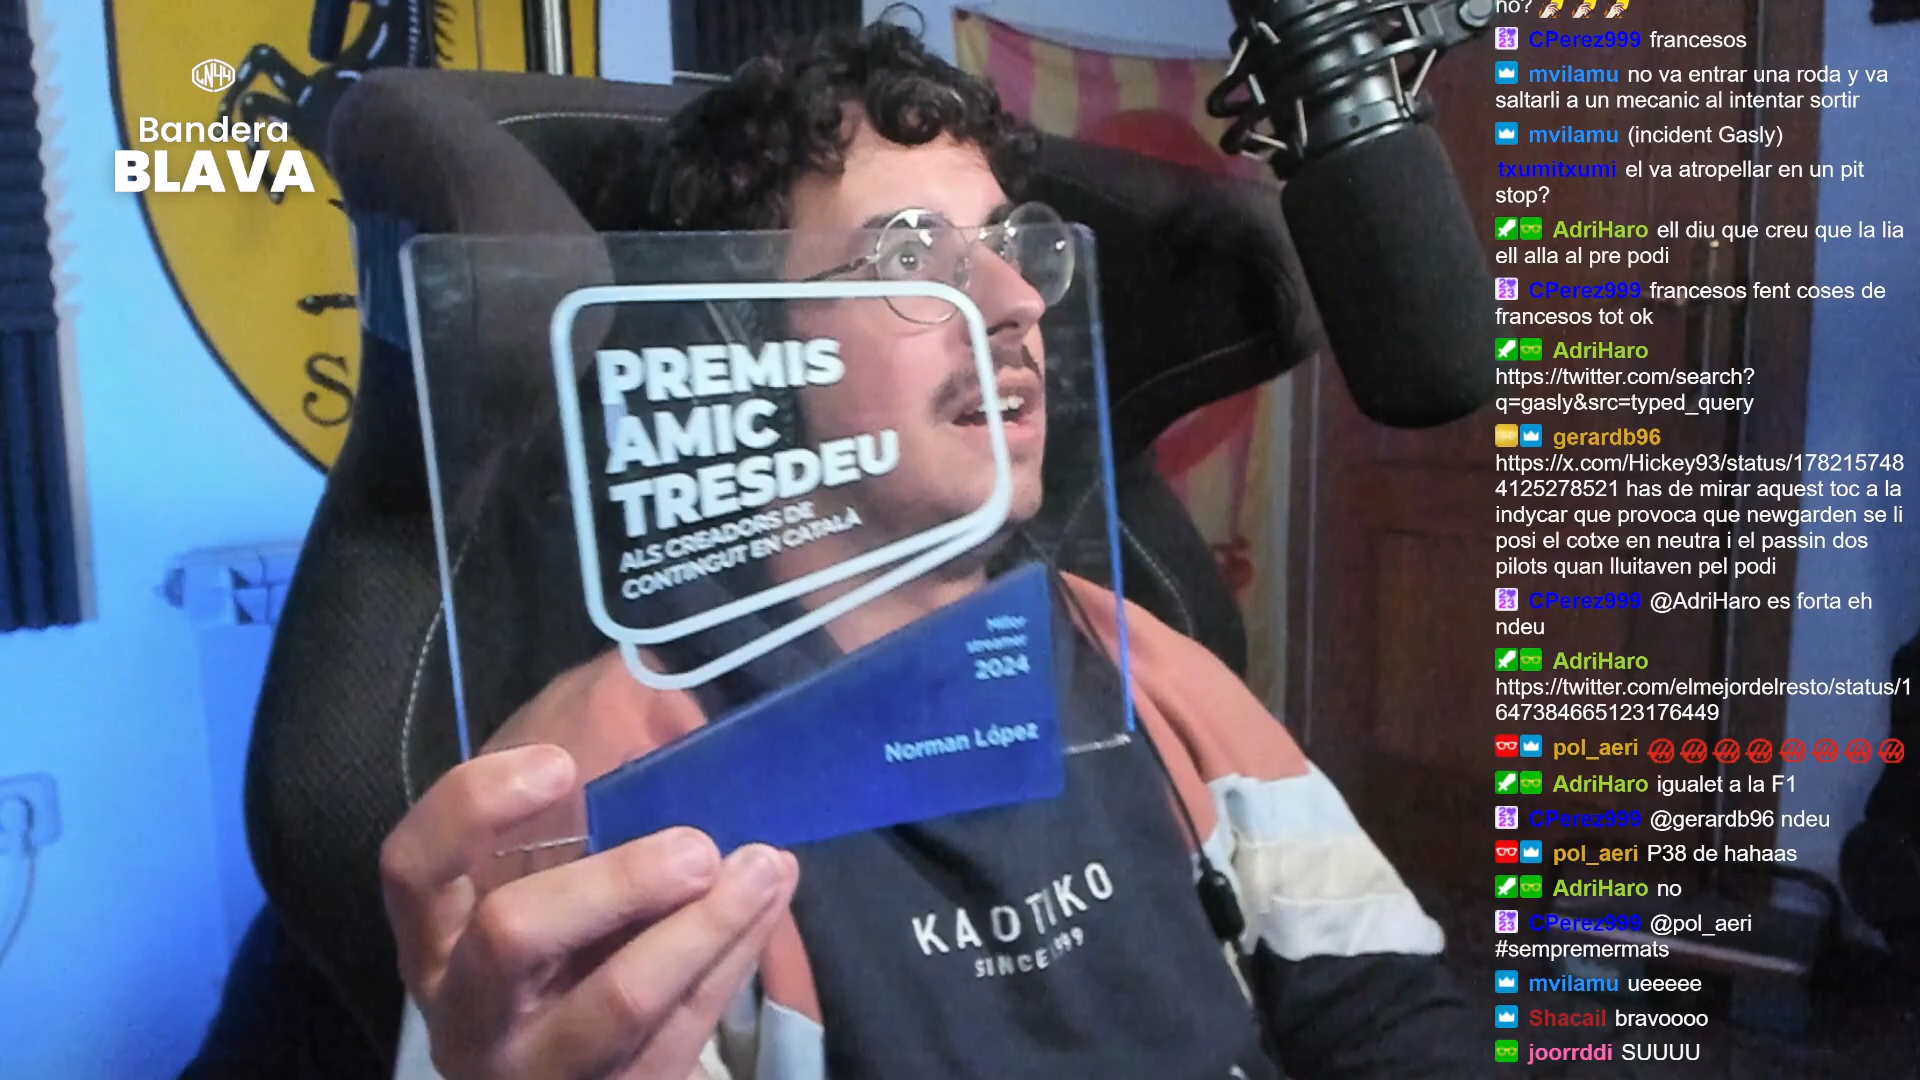 LN44
Bandera
BLAVA
S
PREMIS
AMIC
TRESDEU
ALS CREADORS DE
CONTINGUT EN CATALÀ
Millor
streamer
2024
Norman López
KAOTIKO
SINCE 1999
no?
CPerez999 francesos
mvilamu no va entrar una roda y va
saltarli a un mecanic al intentar sortir
mvilamu (incident Gasly)
txumitxumi el va atropellar en un pit
stop?
AdriHaro ell diu que creu que la lia
ell alla al pre podi
CPerez999 francesos fent coses de
francesos tot ok
AdriHaro
https://twitter.com/search?
q=gasly&src=typed_query
gerardb96
https://x.com/Hickey93/status/178215748
4125278521 has de mirar aquest toc a la
indycar que provoca que newgarden se li
posi el cotxe en neutra i el passin dos
pilots quan lluitaven pel podi
CPerez999 @AdriHaro es forta eh
ndeu
AdriHaro
https://twitter.com/elmejordelresto/status/1
647384665123176449
pol_aeri
AdriHaro igualet a la F1
CPerez999 @gerardb96 ndeu
pol_aeri P38 de hahaas
AdriHaro no
CPerez999 @pol_aeri
#sempremermats
mvilamu ueeeee
Shacail bravoooo
joorrddi SUUUU